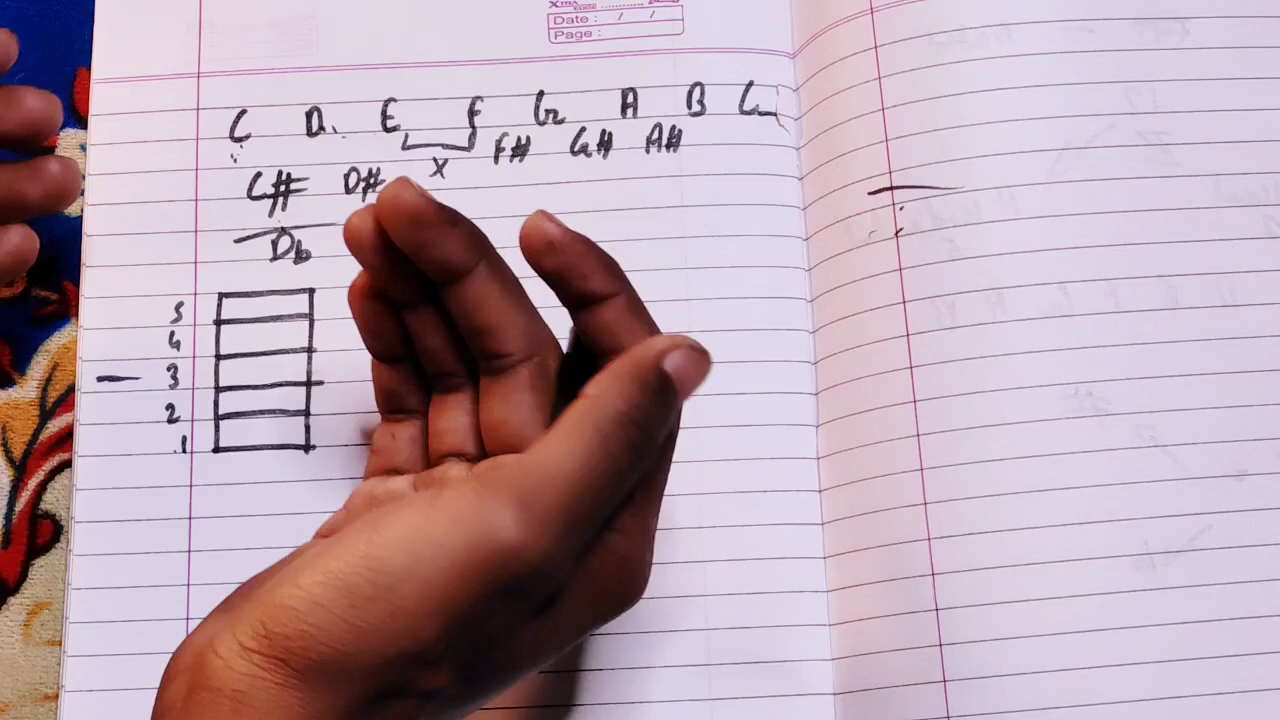 Date : / /
Page :
C D E F G A B C
X F# G# A#
C# D#
Db
5
4
3
2
1